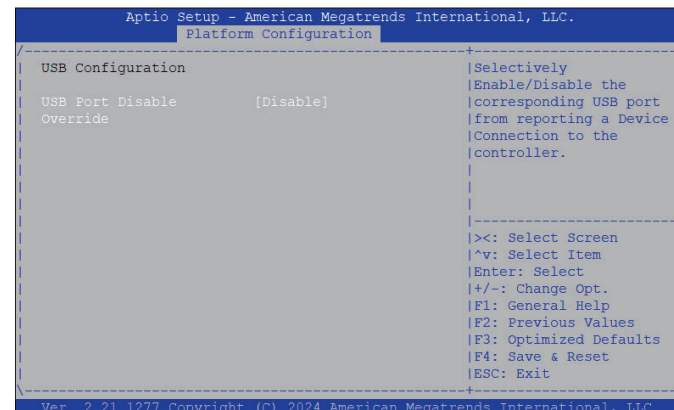 Aptio Setup - American Megatrends International, LLC.
Platform Configuration
USB Configuration
USB Port Disable [Disable]
Override
Selectively
Enable/Disable the
corresponding USB port
from reporting a Device
Connection to the
controller.
><: Select Screen
^v: Select Item
Enter: Select
+/-: Change Opt.
F1: General Help
F2: Previous Values
F3: Optimized Defaults
F4: Save & Reset
ESC: Exit
Ver. 2.21.1277 Copyright (C) 2024 American Megatrends International, LLC